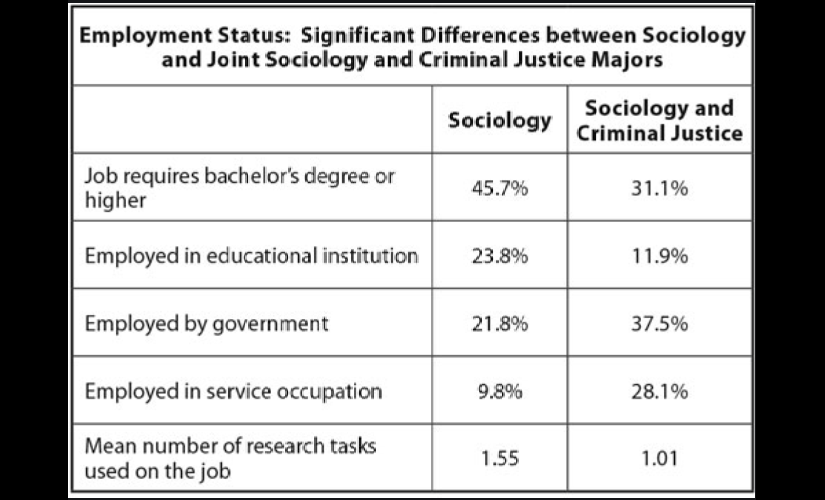 Employment Status: Significant Differences between Sociology
and Joint Sociology and Criminal Justice Majors
Sociology
Sociology and
Criminal Justice
Job requires bachelor's degree or
higher
45.7%
31.1%
Employed in educational institution
23.8%
11.9%
Employed by government
21.8%
37.5%
Employed in service occupation
9.8%
28.1%
Mean number of research tasks
used on the job
1.55
1.01